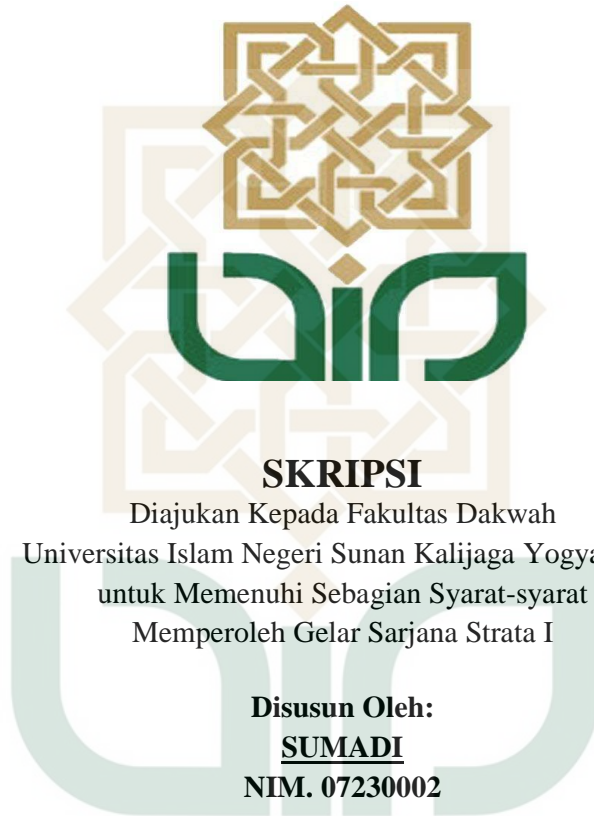 SKRIPSI
Diajukan Kepada Fakultas Dakwah
Universitas Islam Negeri Sunan Kalijaga
untuk Memenuhi Sebagian Syarat-syarat
Memperoleh Gelar Sarjana Strata I
Disusun Oleh:
SUMADI
NIM. 07230002